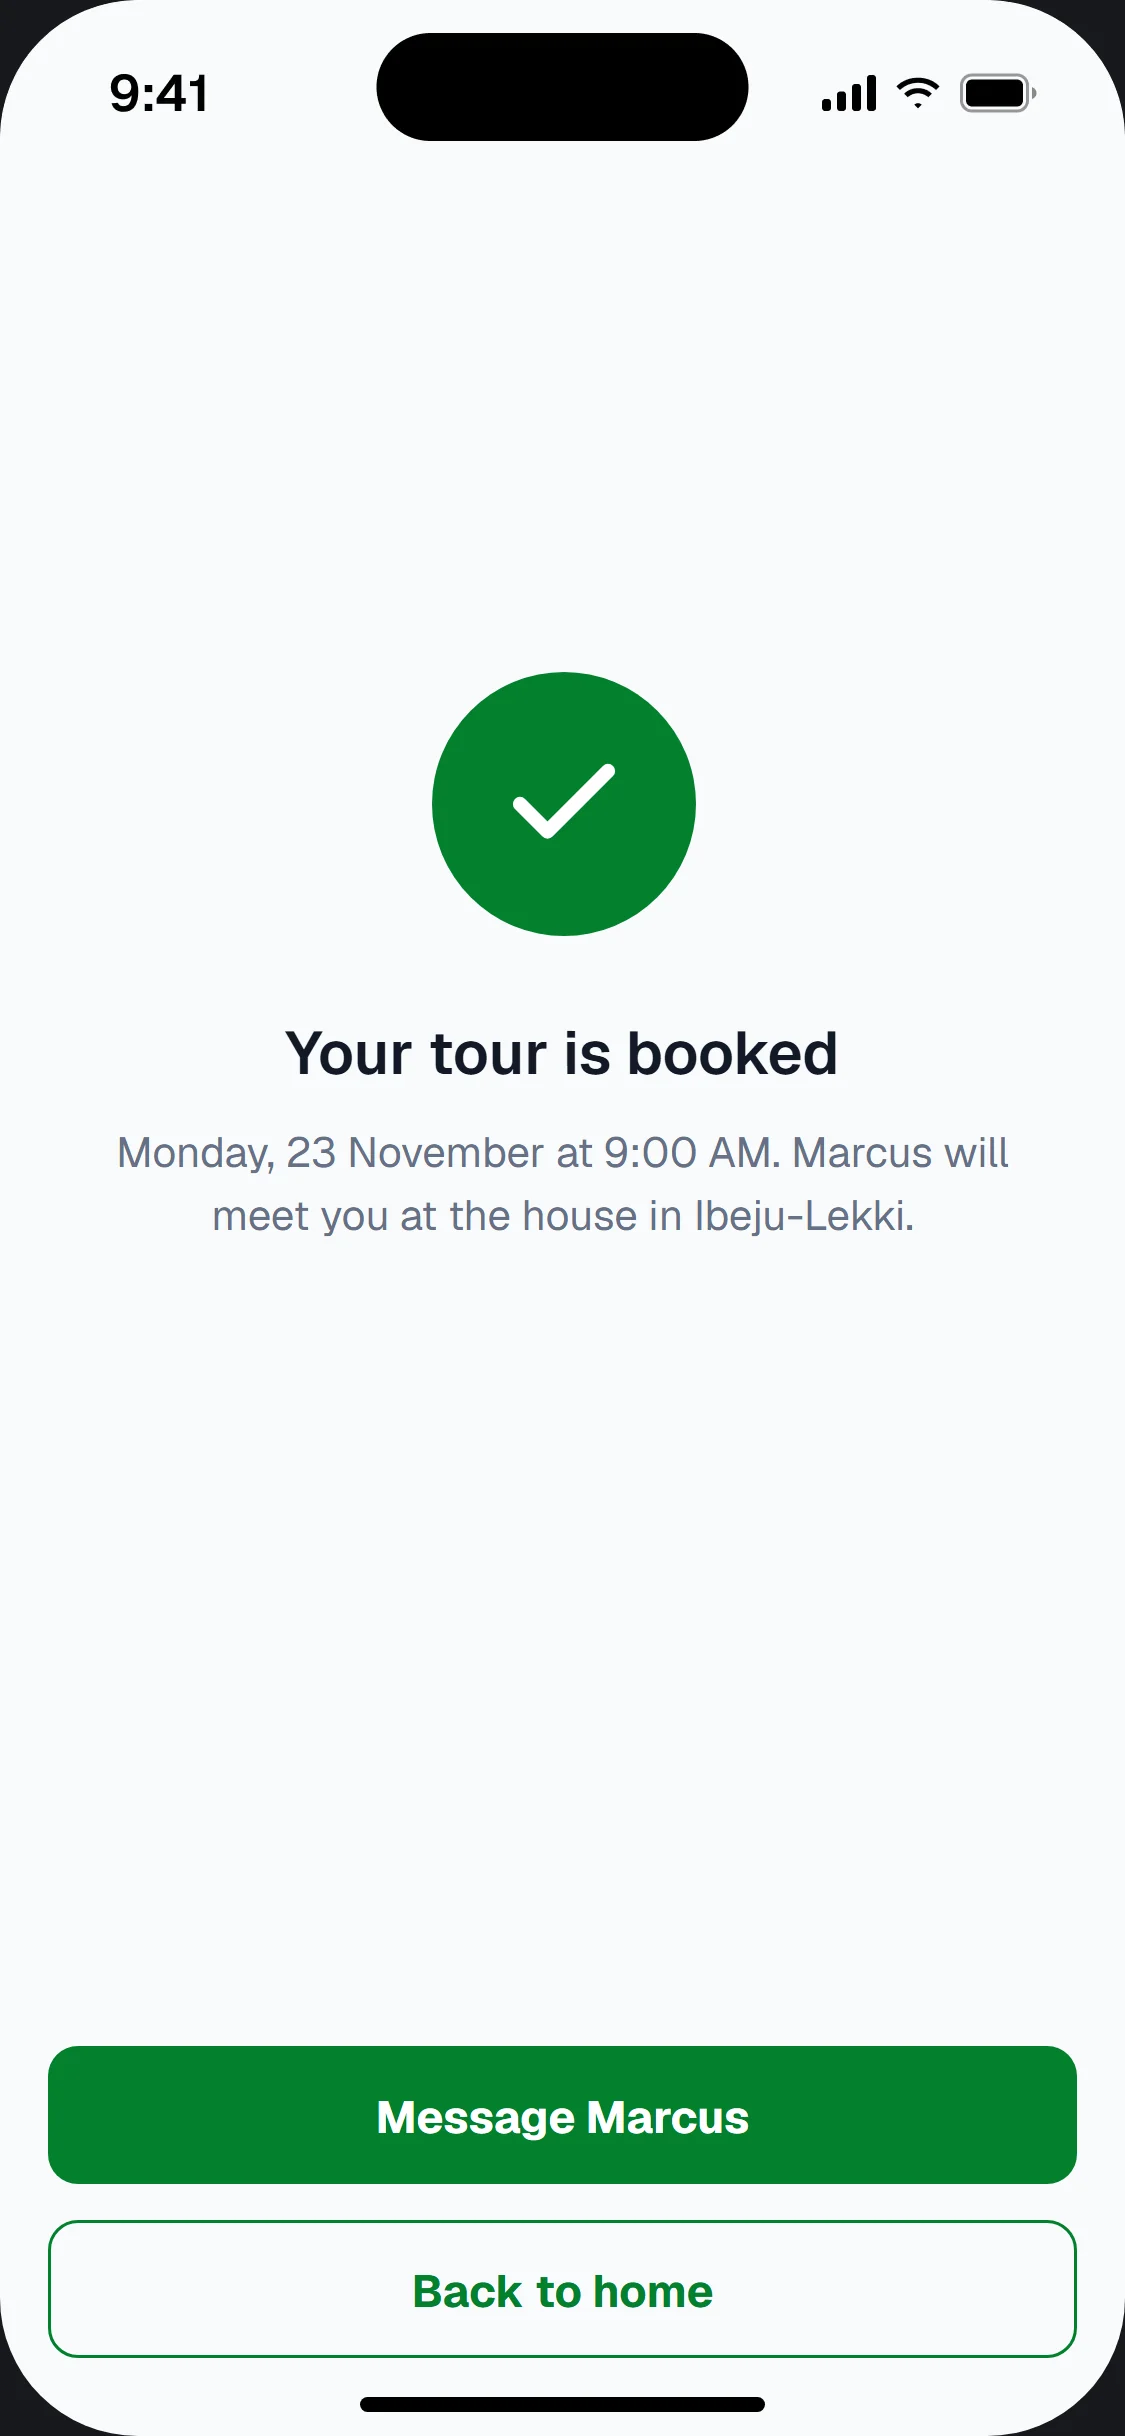 9:41
Your tour is booked
Monday, 23 November at 9:00 AM. Marcus will
meet you at the house in Ibeju-Lekki.
Message Marcus
Back to home